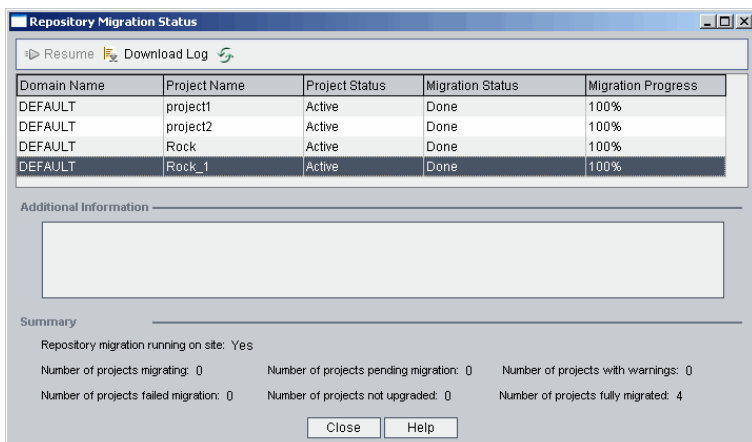 Repository Migration Status
Resume Download Log
Domain Name Project Name Project Status Migration Status Migration Progress
DEFAULT project1 Active Done 100%
DEFAULT project2 Active Done 100%
DEFAULT Rock Active Done 100%
DEFAULT Rock_1 Active Done 100%
Additional Information
Summary
Repository migration running on site: Yes
Number of projects migrating: 0 Number of projects pending migration: 0 Number of projects with warnings: 0
Number of projects failed migration: 0 Number of projects not upgraded: 0 Number of projects fully migrated: 4
Close Help